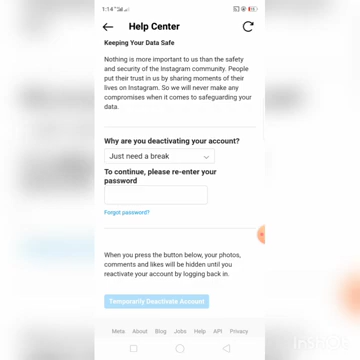 1:14
Help Center
Keeping Your Data Safe
Nothing is more important to us than the safety
and security of the Instagram community. People
put their trust in us by sharing moments of their
lives on Instagram. So we will never make any
compromises when it comes to safeguarding your
data.
Why are you deactivating your account?
Just need a break
To continue, please re-enter your
password
Forgot password?
When you press the button below, your photos,
comments and likes will be hidden until you
reactivate your account by logging back in.
Temporarily Deactivate Account
Meta About Blog Jobs Help API Privacy